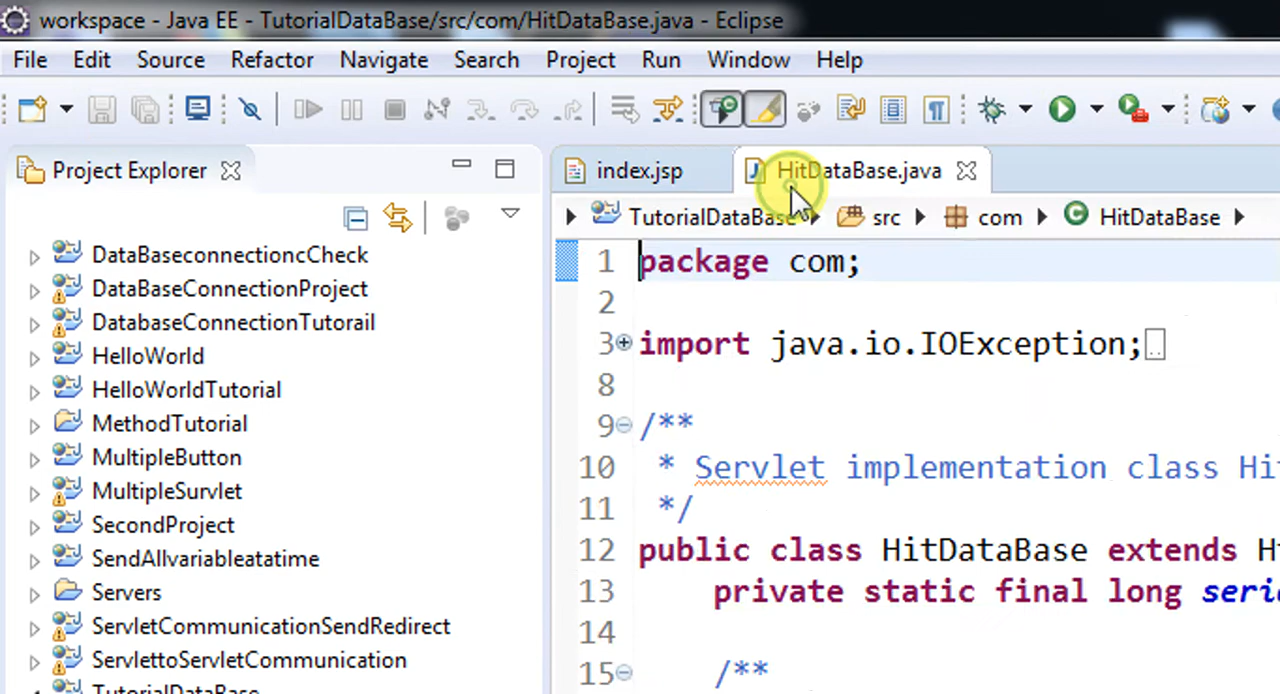 workspace - Java EE - TutorialDataBase/src/com/HitDataBase.java - Eclipse
File Edit Source Refactor Navigate Search Project Run Window Help
Project Explorer
index.jsp HitDataBase.java
TutorialDataBase src com HitDataBase
DataBaseconnectioncCheck
DataBaseConnectionProject
DatabaseConnectionTutorail
HelloWorld
HelloWorldTutorial
MethodTutorial
MultipleButton
MultipleSurvlet
SecondProject
SendAllvariableatatime
Servers
ServletCommunicationSendRedirect
ServlettoServletCommunication
TutorialDataBase
1 package com;
2
3 import java.io.IOException;
8
9 /**
10 * Servlet implementation class Hi
11 */
12 public class HitDataBase extends H
13 private static final long seri
14
15 /**